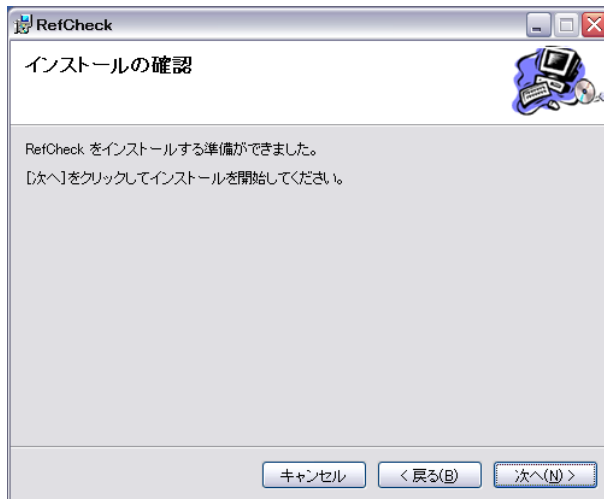 RefCheck
インストールの確認
RefCheck をインストールする準備ができました。
[次へ]をクリックしてインストールを開始してください。
キャンセル
< 戻る(B)
次へ(N) >